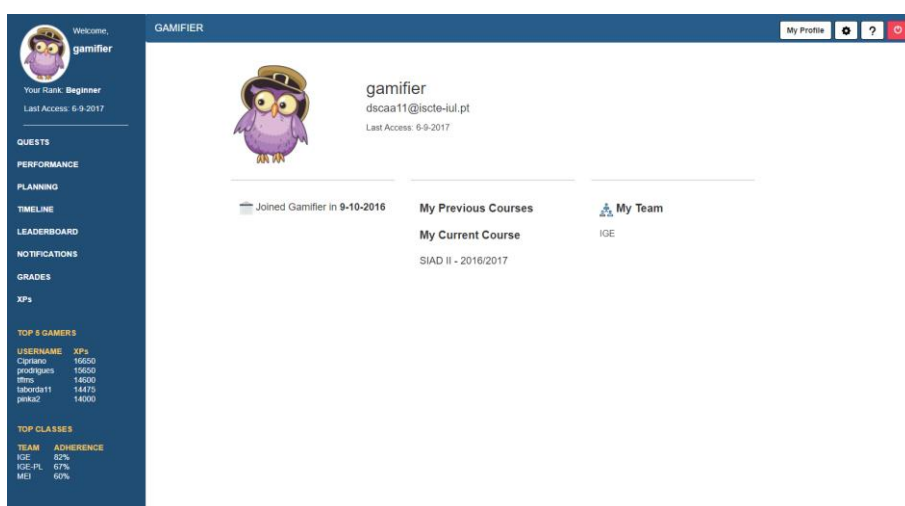 Welcome,
gamifier
Your Rank: Beginner
Last Access: 6-9-2017
QUESTS
PERFORMANCE
PLANNING
TIMELINE
LEADERBOARD
NOTIFICATIONS
GRADES
XPs
TOP 5 GAMERS
USERNAME XPs
Cipriano 16650
prodrigues 15650
tflms 14600
taborda11 14475
pinka2 14000
TOP CLASSES
TEAM ADHERENCE
IGE 82%
IGE-PL 67%
MEI 60%
GAMIFIER
My Profile ?
gamifier
dscaa11@iscte-iul.pt
Last Access: 6-9-2017
Joined Gamifier in 9-10-2016
My Previous Courses
My Current Course
SIAD II - 2016/2017
My Team
IGE